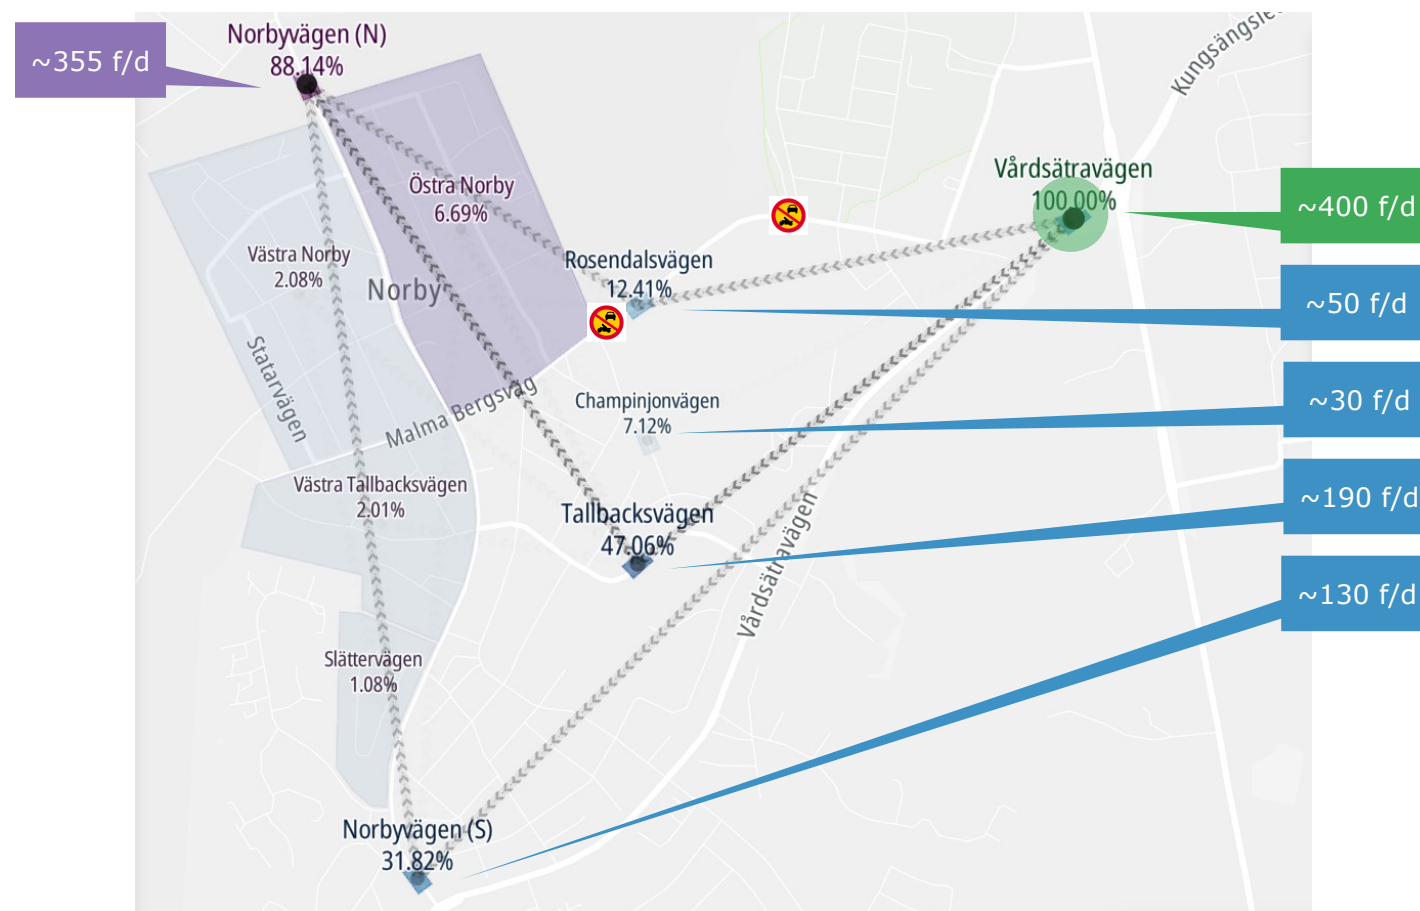 Norbyvägen (N)
88.14%
~355 f/d
Kungsängsle
Vårdsätravägen
100.00%
~400 f/d
Östra Norby
6.69%
Västra Norby
2.08%
Norby
Rosendalsvägen
12.41%
~50 f/d
Statarvägen
Malma Bergsväg
Champinjonvägen
7.12%
~30 f/d
Västra Tallbacksvägen
2.01%
Tallbacksvägen
47.06%
~190 f/d
Vårdsätravägen
~130 f/d
Slättervägen
1.08%
Norbyvägen (S)
31.82%